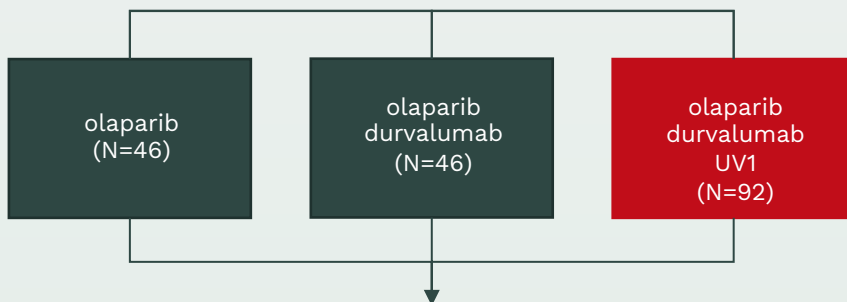 olaparib
(N=46)
olaparib
durvalumab
(N=46)
olaparib
durvalumab
UV1
(N=92)